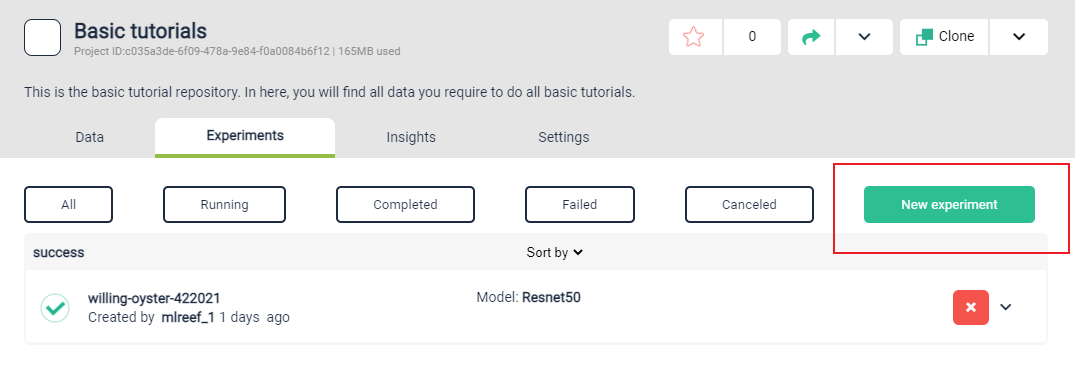 Basic tutorials
Project ID:c035a3de-6f09-478a-9e84-f0a0084b6f12 | 165MB used
0
Clone
This is the basic tutorial repository. In here, you will find all data you require to do all basic tutorials.
Data Experiments Insights Settings
All Running Completed Failed Canceled New experiment
success Sort by
willing-oyster-422021 Model: Resnet50
Created by mlreef_1 1 days ago